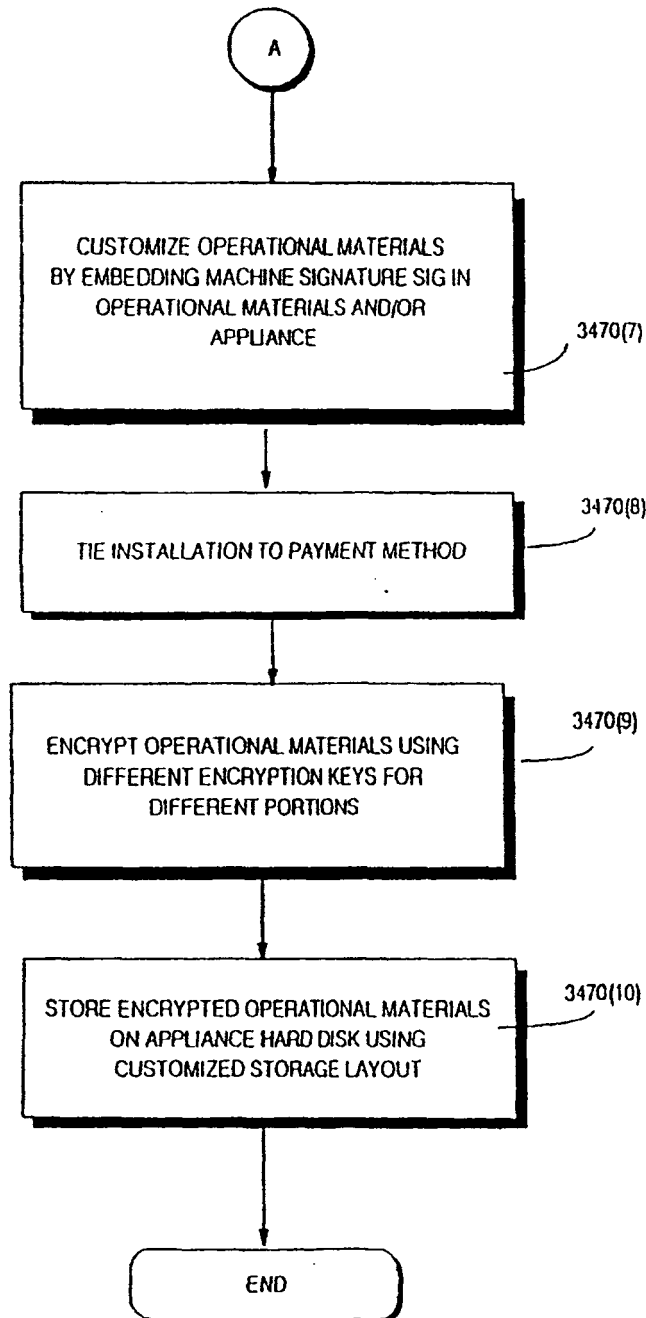 A
CUSTOMIZE OPERATIONAL MATERIALS
BY EMBEDDING MACHINE SIGNATURE SIG IN
OPERATIONAL MATERIALS AND/OR
APPLIANCE
3470(7)
TIE INSTALLATION TO PAYMENT METHOD
3470(8)
ENCRYPT OPERATIONAL MATERIALS USING
DIFFERENT ENCRYPTION KEYS FOR
DIFFERENT PORTIONS
3470(9)
STORE ENCRYPTED OPERATIONAL MATERIALS
ON APPLIANCE HARD DISK USING
CUSTOMIZED STORAGE LAYOUT
3470(10)
END